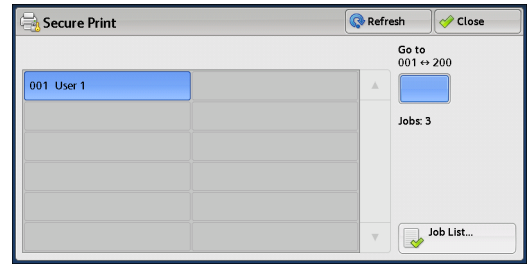 Secure Print
Refresh
Close
Go to
001 ↔ 200
001 User 1
Jobs: 3
Job List...